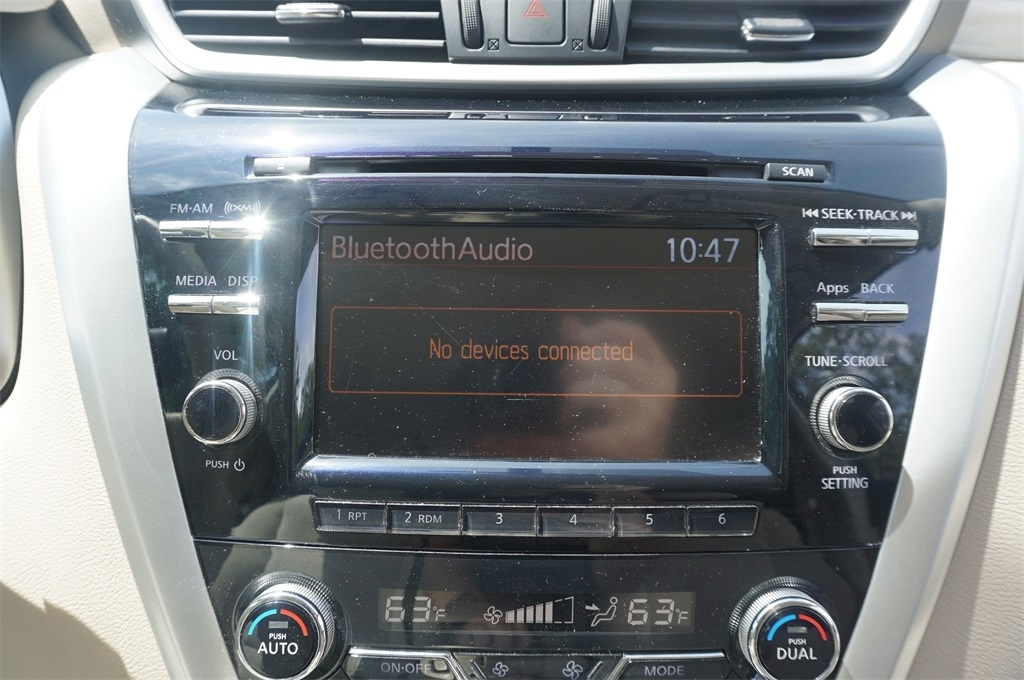 SCAN
FM·AM ((XM))
SEEK·TRACK
BluetoothAudio 10:47
MEDIA DISP
Apps BACK
No devices connected
VOL
TUNE·SCROLL
PUSH
PUSH
SETTING
1 RPT 2 RDM 3 4 5 6
63°F 63°F
PUSH
AUTO
PUSH
DUAL
ON·OFF MODE